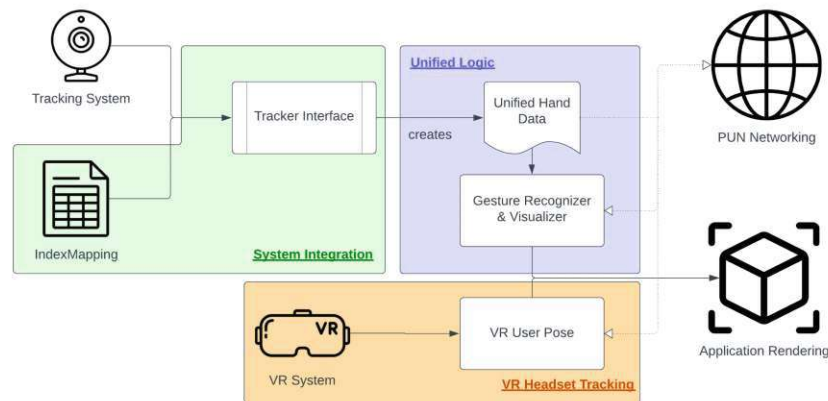 Tracking System
IndexMapping
Tracker Interface
System Integration
creates
Unified Logic
Unified Hand
Data
Gesture Recognizer
& Visualizer
VR
VR System
VR User Pose
VR Headset Tracking
PUN Networking
Application Rendering